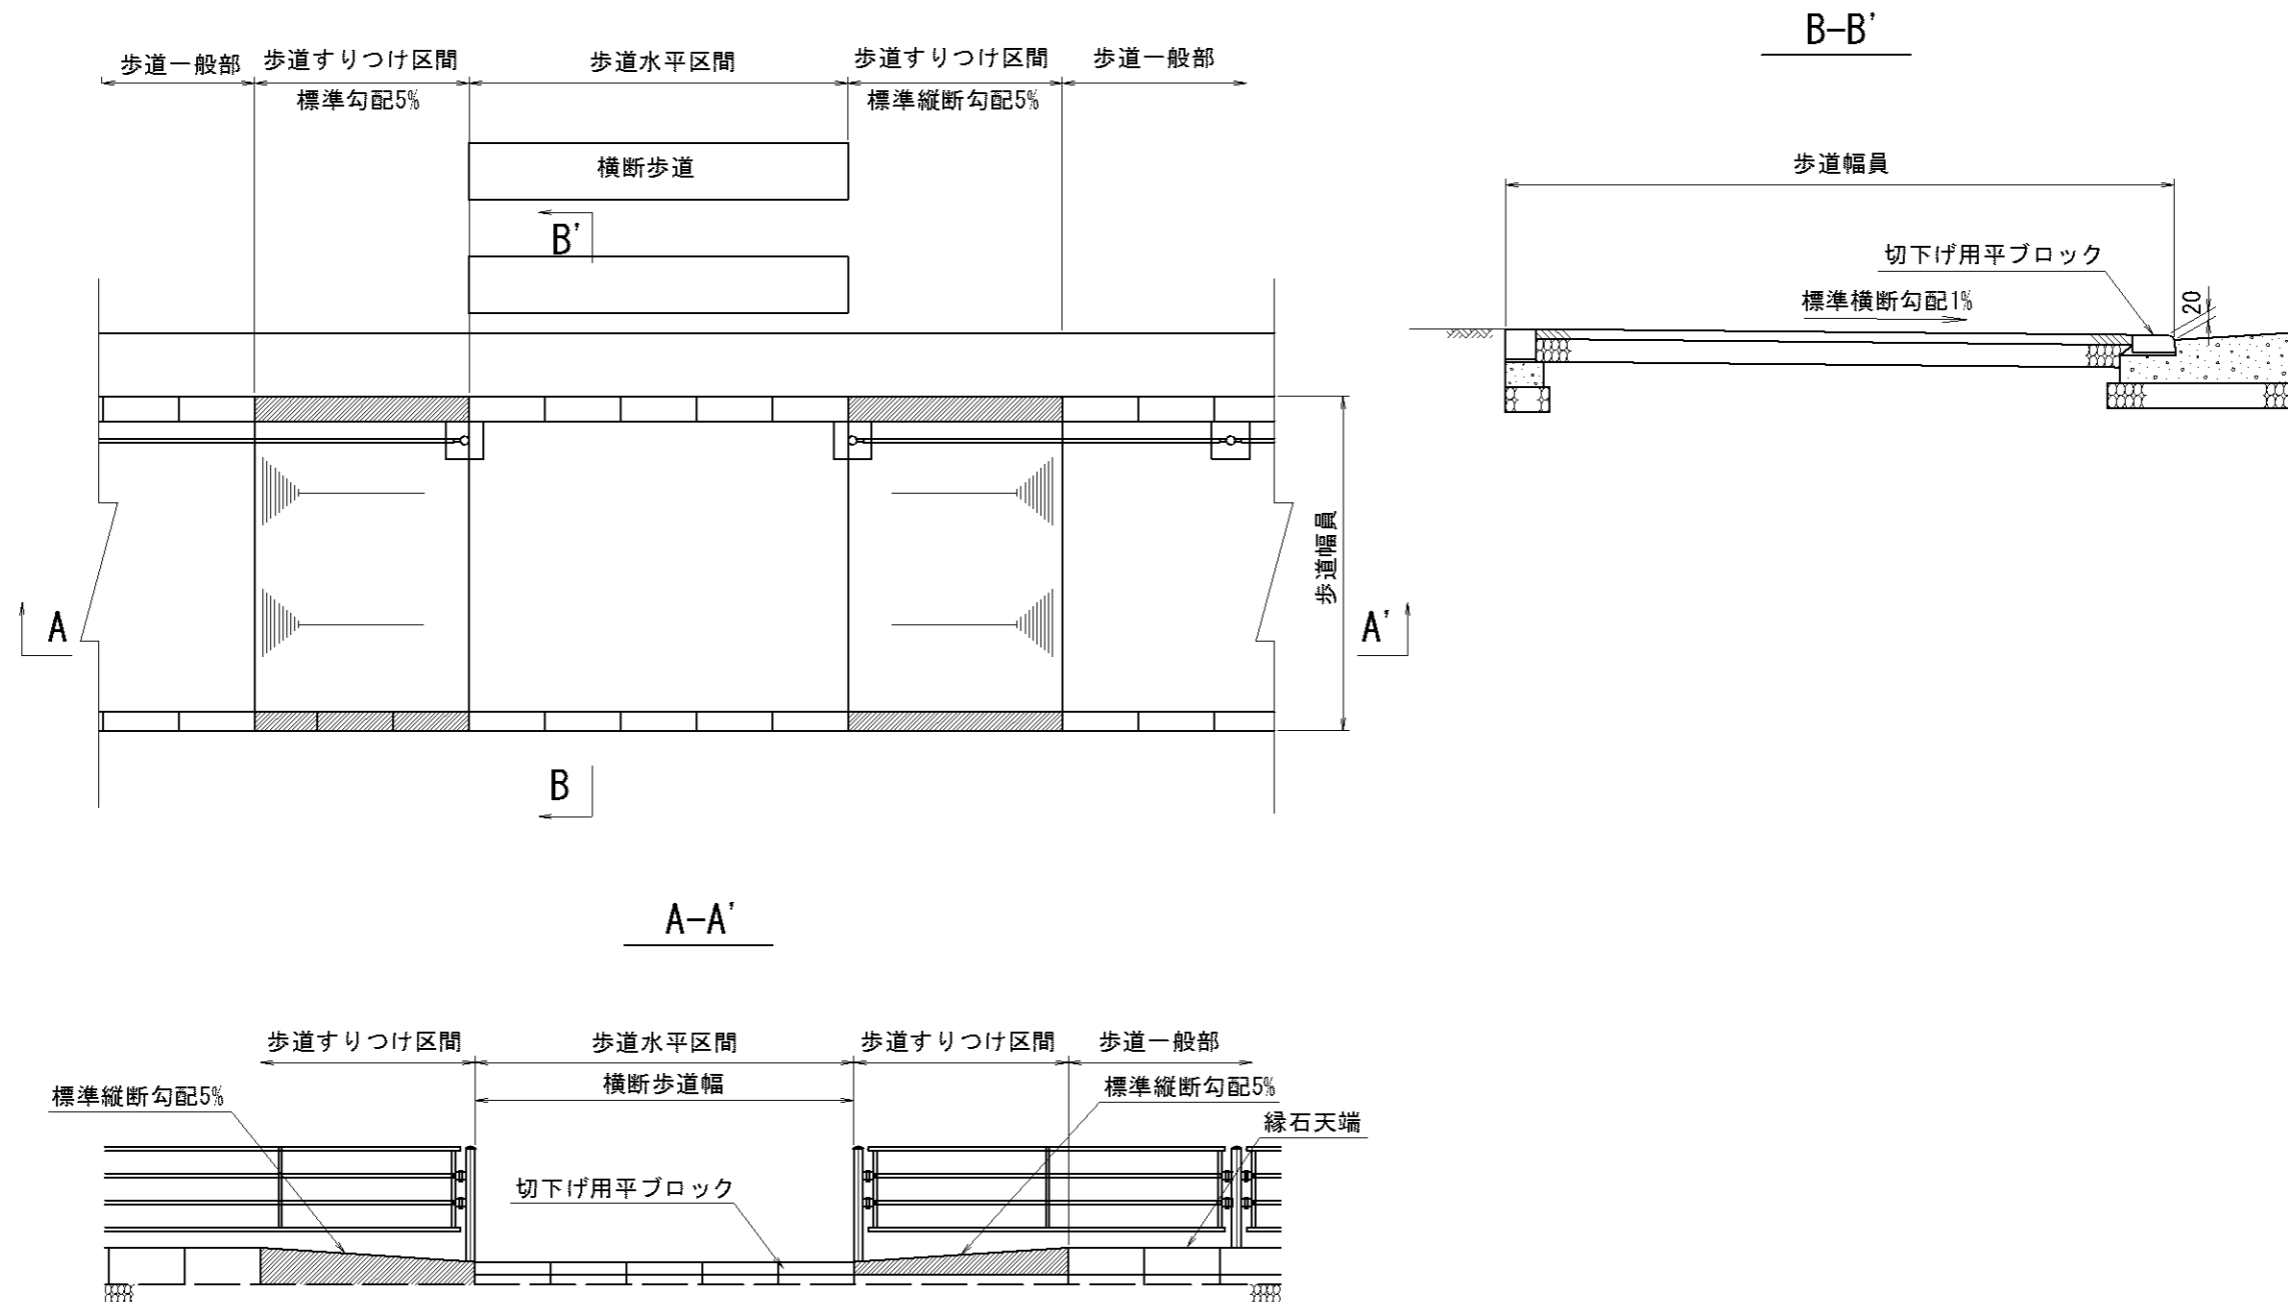 B-B'
歩道一般部
歩道すりつけ区間
歩道水平区間
歩道すりつけ区間
歩道一般部
標準勾配5%
標準縦断勾配5%
横断歩道
歩道幅員
B'
切下げ用平ブロック
標準横断勾配1%
20
歩道幅員
A
A'
B
A-A'
歩道すりつけ区間
歩道水平区間
歩道すりつけ区間
歩道一般部
標準縦断勾配5%
横断歩道幅
標準縦断勾配5%
縁石天端
切下げ用平ブロック